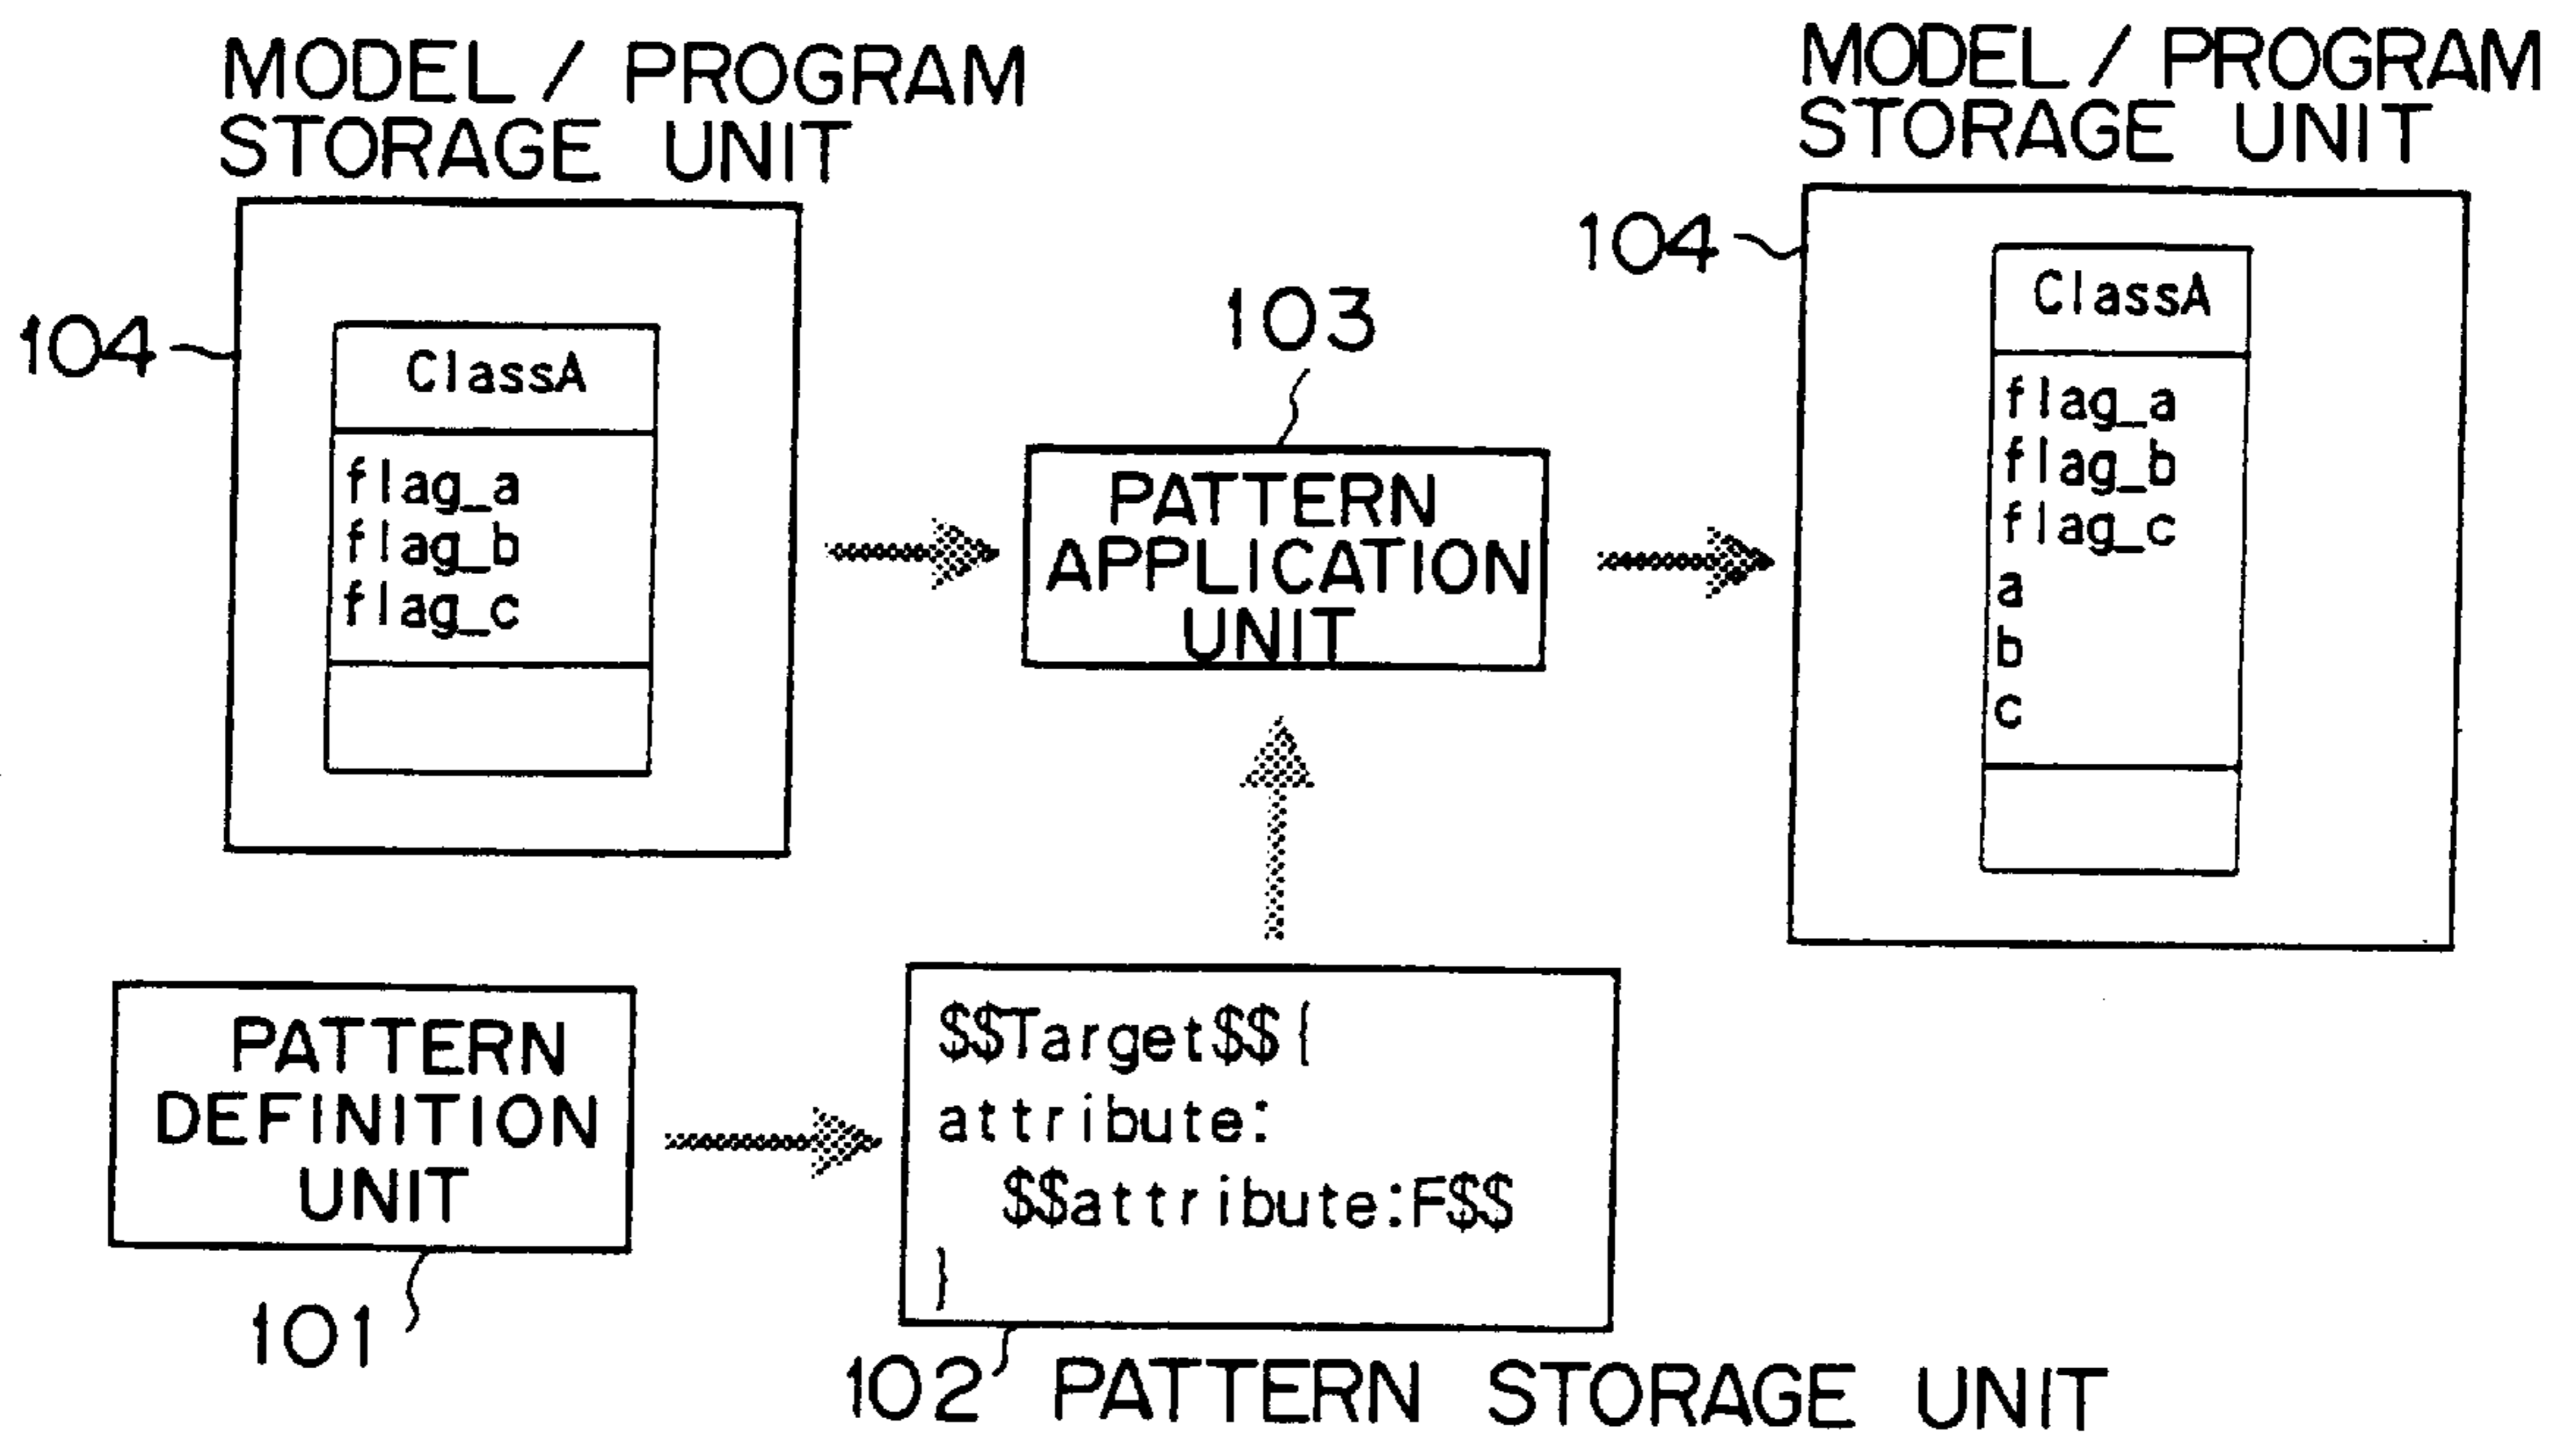 MODEL / PROGRAM
STORAGE UNIT
104
ClassA
flag_a
flag_b
flag_c
103
PATTERN
APPLICATION
UNIT
MODEL / PROGRAM
STORAGE UNIT
104
ClassA
flag_a
flag_b
flag_c
a
b
c
PATTERN
DEFINITION
UNIT
101
$$Target$$ {
attribute:
$$attribute:F$$
}
102 PATTERN STORAGE UNIT